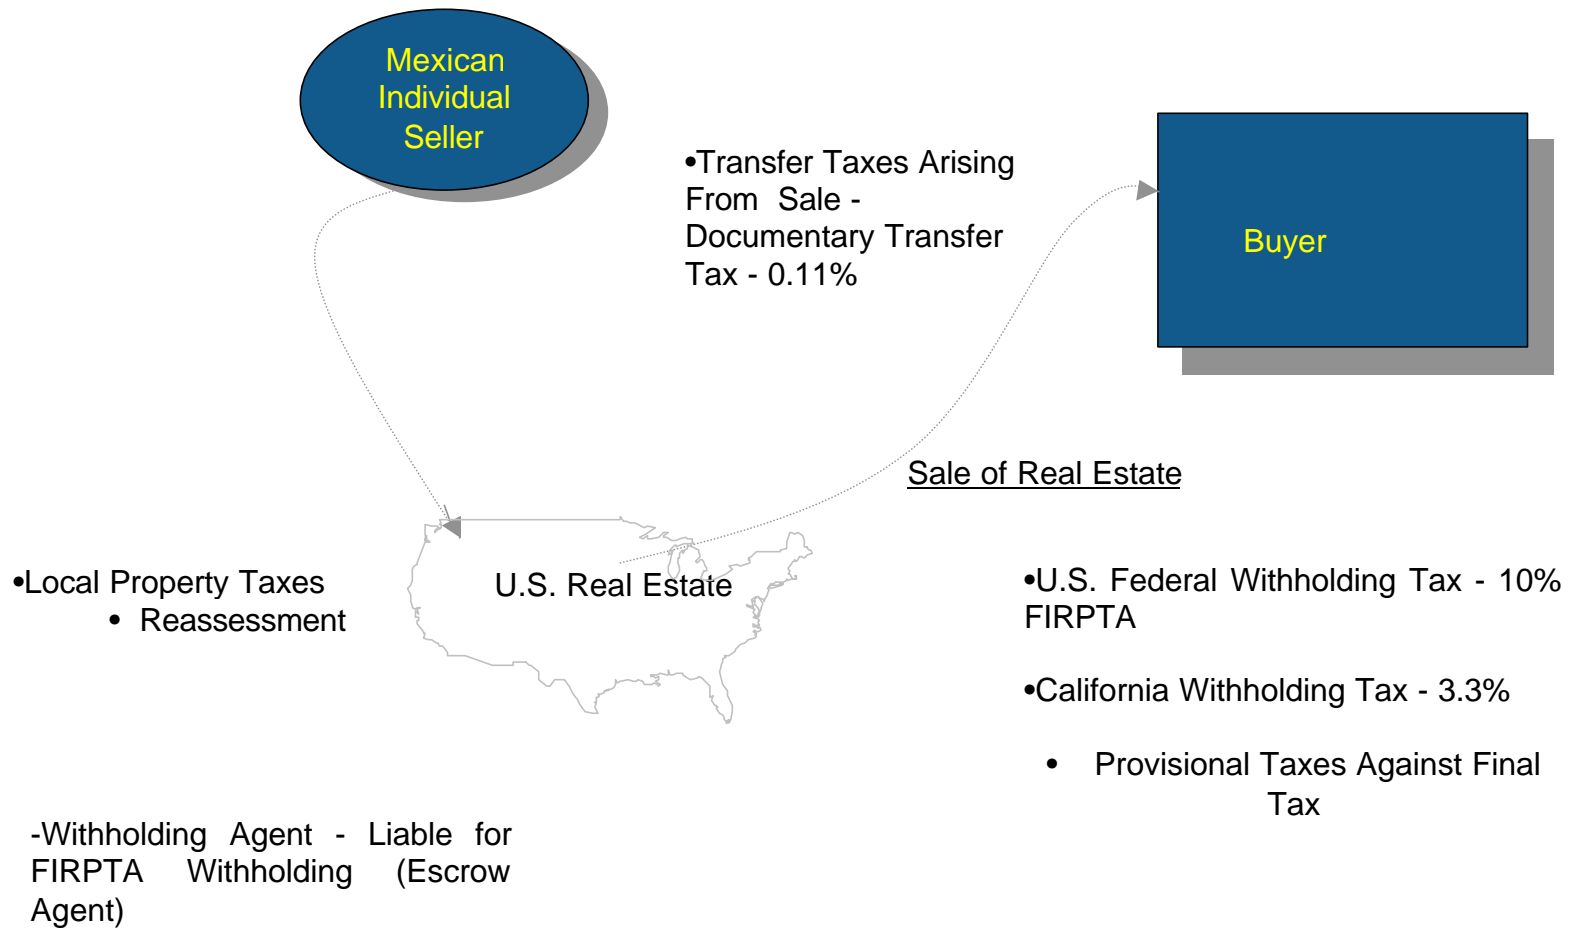 Mexican
Individual
Seller
•Transfer Taxes Arising
From Sale -
Documentary Transfer
Tax - 0.11%
Buyer
Sale of Real Estate
•Local Property Taxes
• Reassessment
U.S. Real Estate
•U.S. Federal Withholding Tax - 10%
FIRPTA
•California Withholding Tax - 3.3%
• Provisional Taxes Against Final
Tax
-Withholding Agent - Liable for
FIRPTA Withholding (Escrow
Agent)